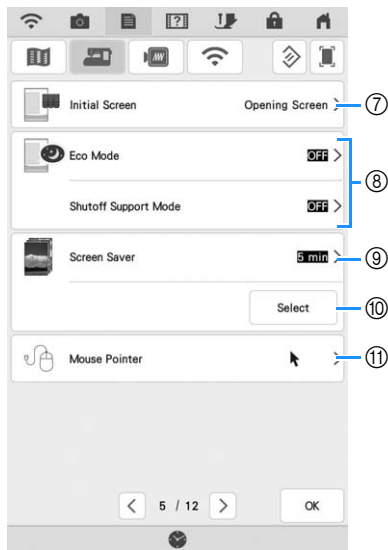 Initial Screen Opening Screen ⑦
Eco Mode OFF
⑧
Shutoff Support Mode OFF
Screen Saver 5 min ⑨
Select ⑩
Mouse Pointer ⑪
5 / 12
OK